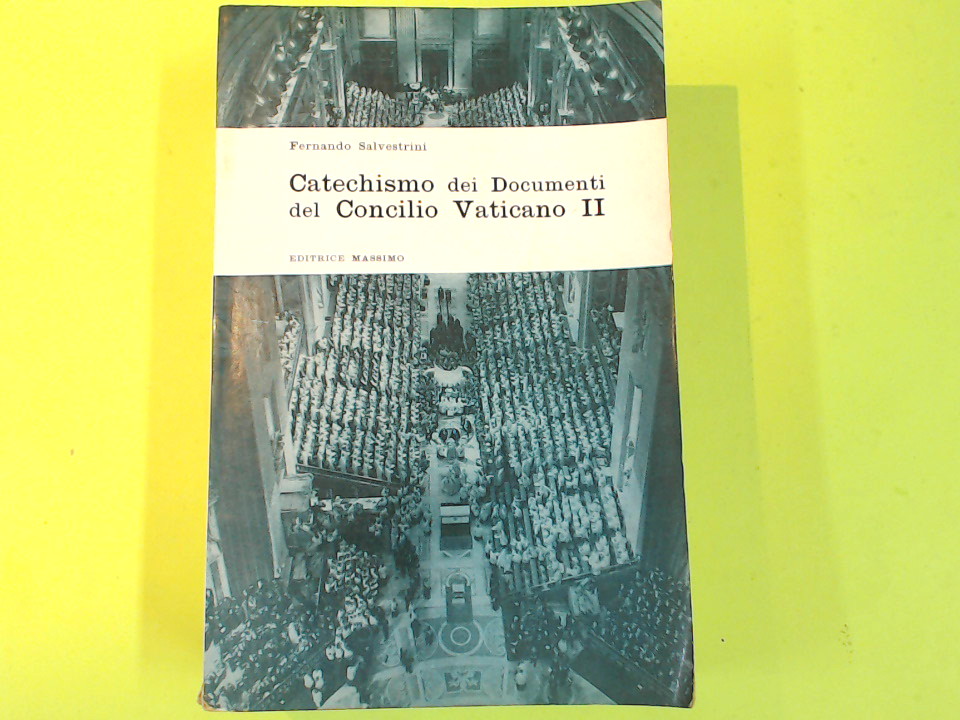 Fernando Salvestrini
Catechismo dei Documenti
del Concilio Vaticano II
EDITRICE MASSIMO